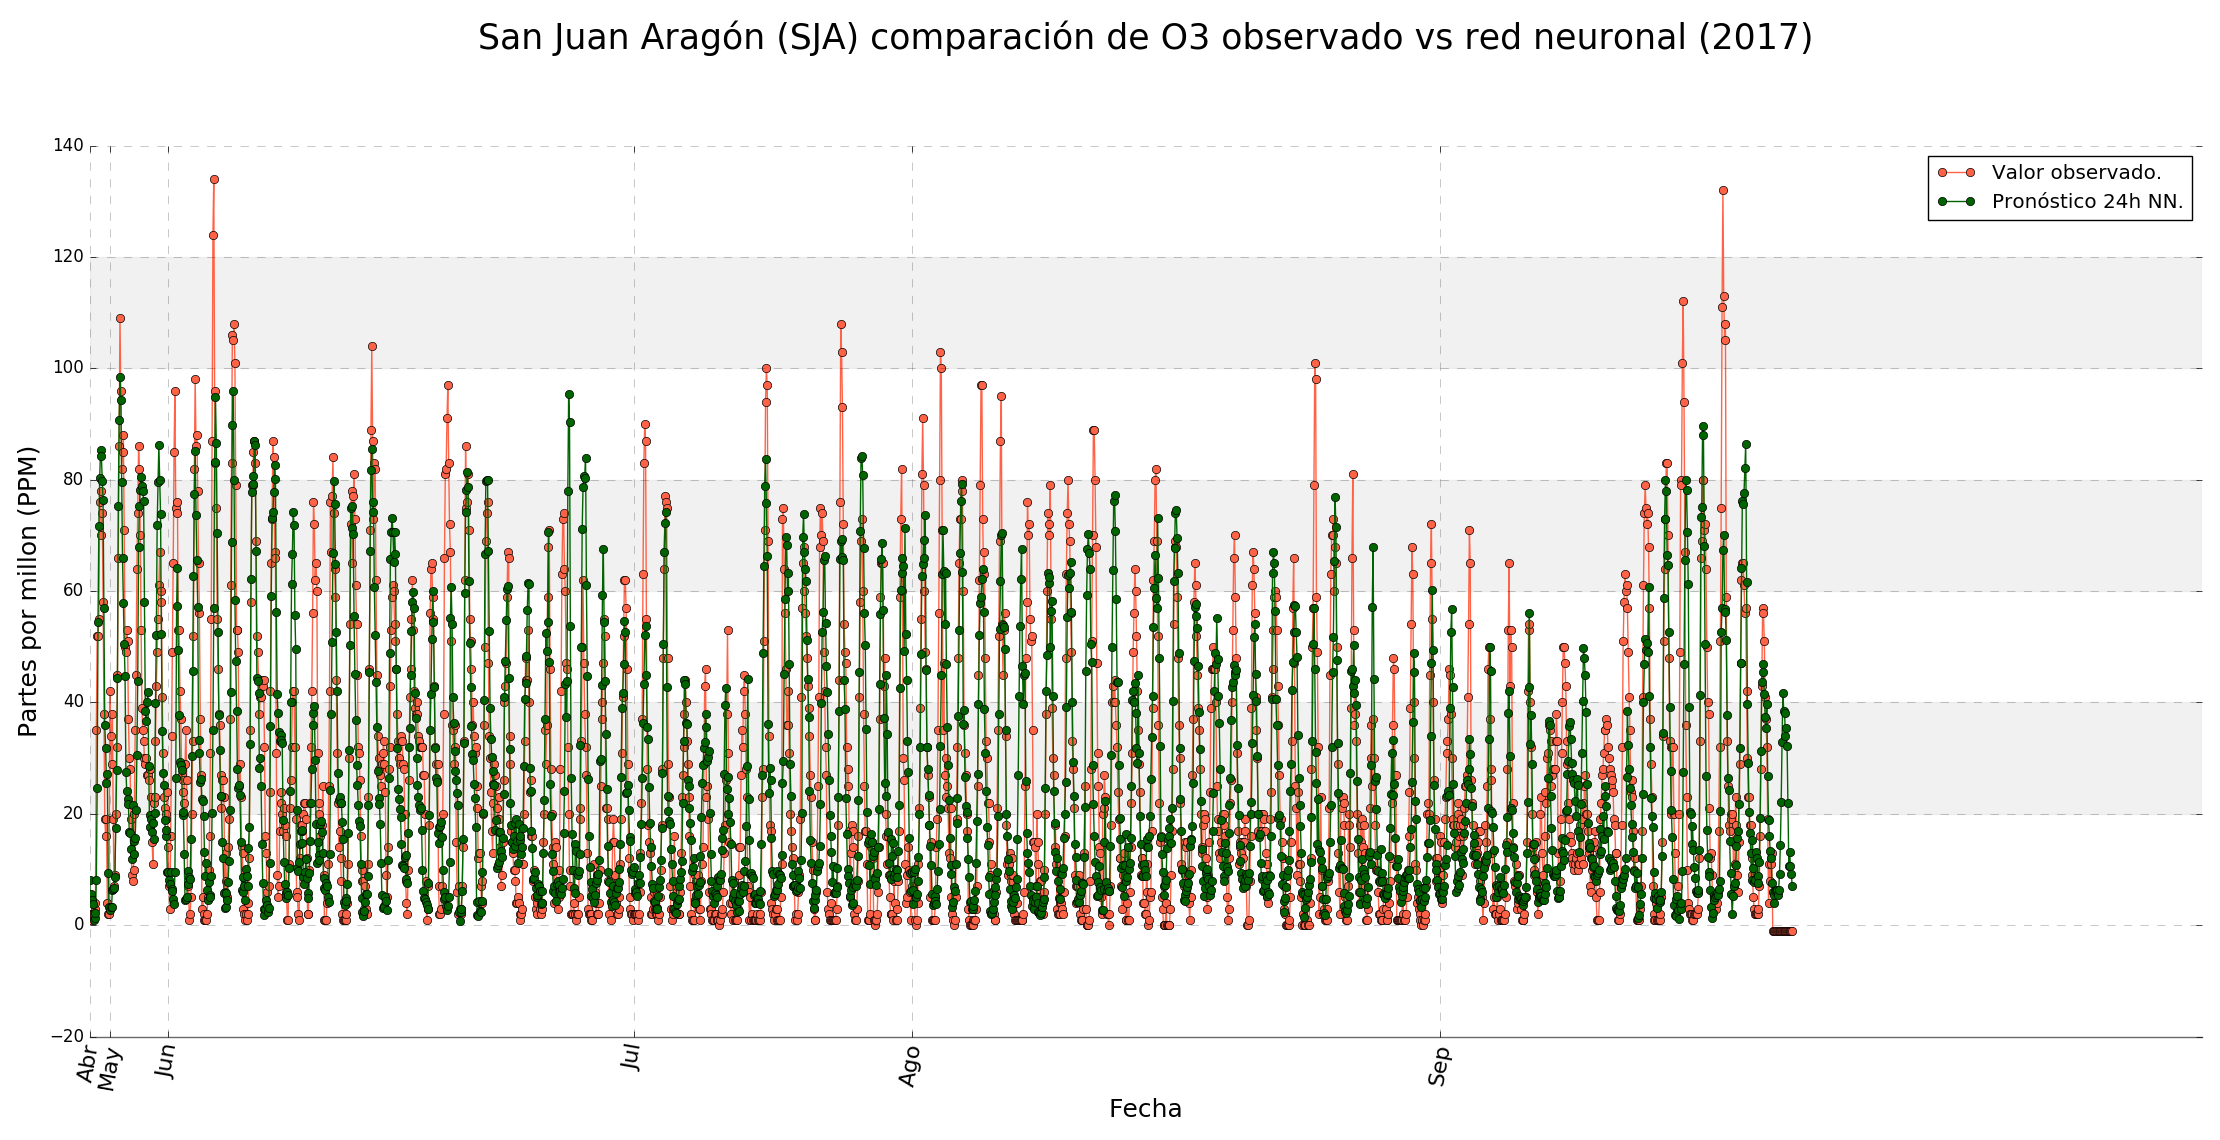 San Juan Aragón (SJA) comparación de O3 observado vs red neuronal (2017)
Valor observado.
Pronóstico 24h NN.
Partes por millon (PPM)
140
120
100
80
60
40
20
0
−20
Abr
May
Jun
Jul
Ago
Sep
Fecha